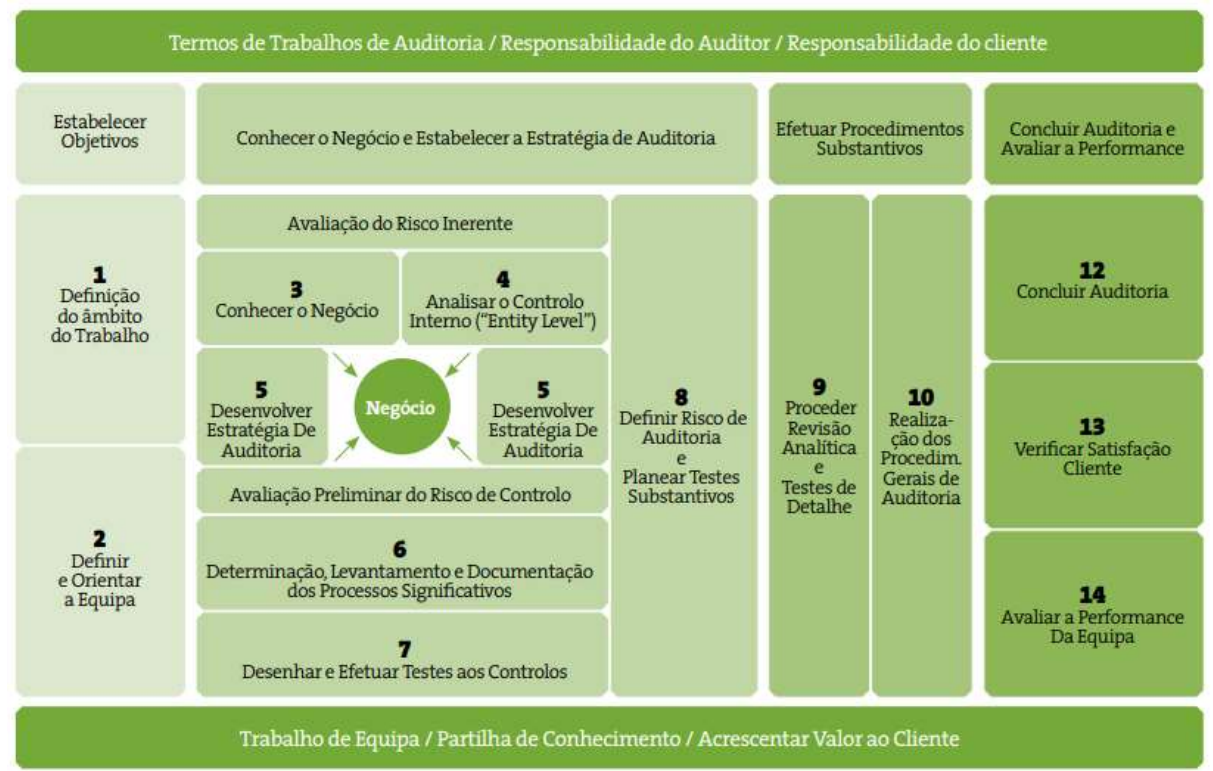 Termos de Trabalhos de Auditoria / Responsabilidade do Auditor / Responsabilidade do cliente
Estabelecer
Objetivos
Conhecer o Negócio e Estabelecer a Estratégia de Auditoria
Efetuar Procedimentos
Substantivos
Concluir Auditoria e
Avaliar a Performance
1
Definição
do âmbito
do Trabalho
2
Definir
e Orientar
a Equipa
Avaliação do Risco Inerente
3
Conhecer o Negócio
4
Analisar o Controlo
Interno ("Entity Level")
5
Desenvolver
Estratégia De
Auditoria
Negócio
5
Desenvolver
Estratégia De
Auditoria
Avaliação Preliminar do Risco de Controlo
6
Determinação, Levantamento e Documentação
dos Processos Significativos
7
Desenhar e Efetuar Testes aos Controlos
8
Definir Risco de
Auditoria
e
Planear Testes
Substantivos
9
Proceder
Revisão
Analítica
e
Testes de
Detalhe
10
Realiza-
ção dos
Procedim.
Gerais de
Auditoria
12
Concluir Auditoria
13
Verificar Satisfação
Cliente
14
Avaliar a Performance
Da Equipa
Trabalho de Equipa / Partilha de Conhecimento / Acrescentar Valor ao Cliente